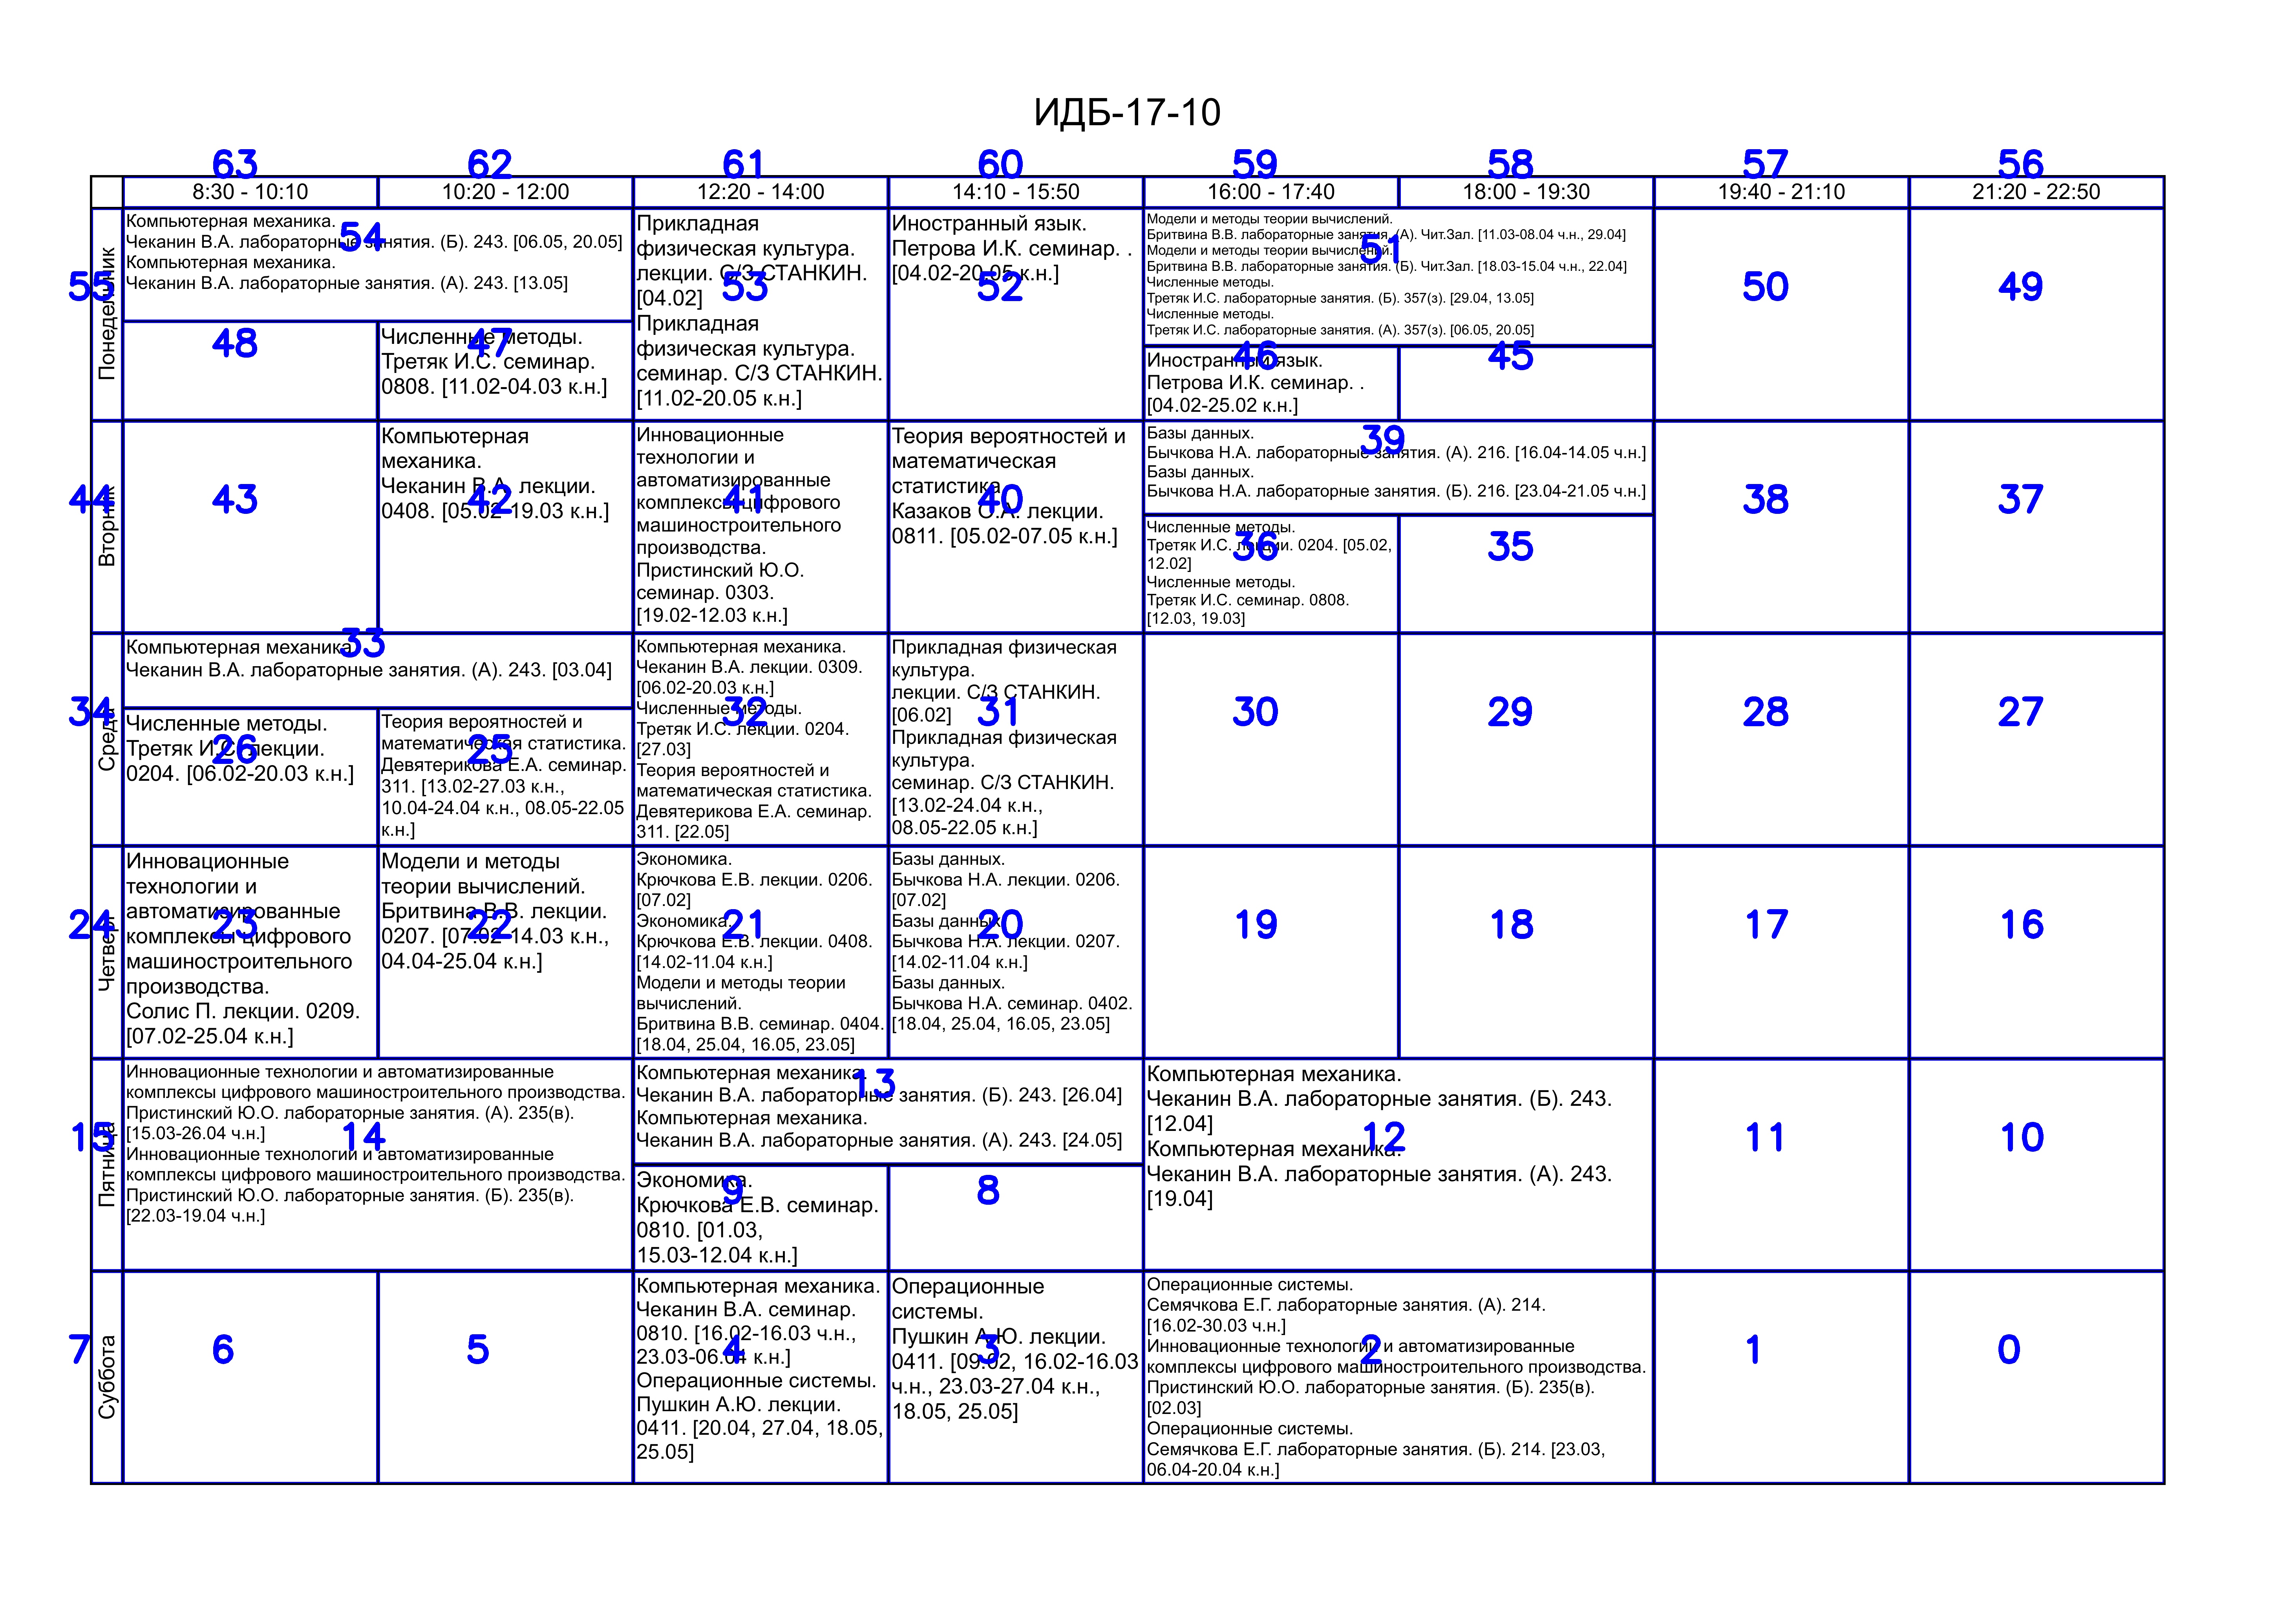 ИДБ-17-10
63 62 61 60 59 58 57 56
8:30 - 10:10 10:20 - 12:00 12:20 - 14:00 14:10 - 15:50 16:00 - 17:40 18:00 - 19:30 19:40 - 21:10 21:20 - 22:50
Понедельник
55
Компьютерная механика.
Чеканин В.А. лабораторные занятия. (Б). 243. [06.05, 20.05]
Компьютерная механика.
Чеканин В.А. лабораторные занятия. (А). 243. [13.05]
54
48
Численные методы.
Третяк И.С. семинар.
0808. [11.02-04.03 к.н.]
47
Прикладная
физическая культура.
лекции. С/З СТАНКИН.
[04.02]
Прикладная
физическая культура.
семинар. С/З СТАНКИН.
[11.02-20.05 к.н.]
53
Иностранный язык.
Петрова И.К. семинар. .
[04.02-20.05 к.н.]
52
Модели и методы теории вычислений.
Бритвина В.В. лабораторные занятия. (А). Чит.Зал. [11.03-08.04 ч.н., 29.04]
Модели и методы теории вычислений.
Бритвина В.В. лабораторные занятия. (Б). Чит.Зал. [18.03-15.04 ч.н., 22.04]
Численные методы.
Третяк И.С. лабораторные занятия. (Б). 357(з). [29.04, 13.05]
Численные методы.
Третяк И.С. лабораторные занятия. (А). 357(з). [06.05, 20.05]
51
Иностранный язык.
Петрова И.К. семинар. .
[04.02-25.02 к.н.]
46
45
50
49
Вторник
44
43
Компьютерная
механика.
Чеканин В.А. лекции.
0408. [05.02-19.03 к.н.]
42
Инновационные
технологии и
автоматизированные
комплексы цифрового
машиностроительного
производства.
Пристинский Ю.О.
семинар. 0303.
[19.02-12.03 к.н.]
41
Теория вероятностей и
математическая
статистика.
Казаков О.А. лекции.
0811. [05.02-07.05 к.н.]
40
Базы данных.
Бычкова Н.А. лабораторные занятия. (А). 216. [16.04-14.05 ч.н.]
Базы данных.
Бычкова Н.А. лабораторные занятия. (Б). 216. [23.04-21.05 ч.н.]
39
Численные методы.
Третяк И.С. лекции. 0204. [05.02,
12.02]
Численные методы.
Третяк И.С. семинар. 0808.
[12.03, 19.03]
36
35
38
37
Среда
34
Компьютерная механика.
Чеканин В.А. лабораторные занятия. (А). 243. [03.04]
33
Численные методы.
Третяк И.С. лекции.
0204. [06.02-20.03 к.н.]
26
Теория вероятностей и
математическая статистика.
Девятерикова Е.А. семинар.
311. [13.02-27.03 к.н.,
10.04-24.04 к.н., 08.05-22.05
к.н.]
25
Компьютерная механика.
Чеканин В.А. лекции. 0309.
[06.02-20.03 к.н.]
Численные методы.
Третяк И.С. лекции. 0204.
[27.03]
Теория вероятностей и
математическая статистика.
Девятерикова Е.А. семинар.
311. [22.05]
32
Прикладная физическая
культура.
лекции. С/З СТАНКИН.
[06.02]
Прикладная физическая
культура.
семинар. С/З СТАНКИН.
[13.02-24.04 к.н.,
08.05-22.05 к.н.]
31
30
29
28
27
Четверг
24
Инновационные
технологии и
автоматизированные
комплексы цифрового
машиностроительного
производства.
Солис П. лекции. 0209.
[07.02-25.04 к.н.]
23
Модели и методы
теории вычислений.
Бритвина В.В. лекции.
0207. [07.02-14.03 к.н.,
04.04-25.04 к.н.]
22
Экономика.
Крючкова Е.В. лекции. 0206.
[07.02]
Экономика.
Крючкова Е.В. лекции. 0408.
[14.02-11.04 к.н.]
Модели и методы теории
вычислений.
Бритвина В.В. семинар. 0404.
[18.04, 25.04, 16.05, 23.05]
21
Базы данных.
Бычкова Н.А. лекции. 0206.
[07.02]
Базы данных.
Бычкова Н.А. лекции. 0207.
[14.02-11.04 к.н.]
Базы данных.
Бычкова Н.А. семинар. 0402.
[18.04, 25.04, 16.05, 23.05]
20
19
18
17
16
Пятница
15
Инновационные технологии и автоматизированные
комплексы цифрового машиностроительного производства.
Пристинский Ю.О. лабораторные занятия. (А). 235(в).
[15.03-26.04 ч.н.]
Инновационные технологии и автоматизированные
комплексы цифрового машиностроительного производства.
Пристинский Ю.О. лабораторные занятия. (Б). 235(в).
[22.03-19.04 ч.н.]
14
Компьютерная механика.
Чеканин В.А. лабораторные занятия. (Б). 243. [26.04]
Компьютерная механика.
Чеканин В.А. лабораторные занятия. (А). 243. [24.05]
13
Экономика.
Крючкова Е.В. семинар.
0810. [01.03,
15.03-12.04 к.н.]
9
8
Компьютерная механика.
Чеканин В.А. лабораторные занятия. (Б). 243.
[12.04]
Компьютерная механика.
Чеканин В.А. лабораторные занятия. (А). 243.
[19.04]
12
11
10
Суббота
7
6
5
Компьютерная механика.
Чеканин В.А. семинар.
0810. [16.02-16.03 ч.н.,
23.03-06.04 к.н.]
Операционные системы.
Пушкин А.Ю. лекции.
0411. [20.04, 27.04, 18.05,
25.05]
4
Операционные
системы.
Пушкин А.Ю. лекции.
0411. [09.02, 16.02-16.03
ч.н., 23.03-27.04 к.н.,
18.05, 25.05]
3
Операционные системы.
Семячкова Е.Г. лабораторные занятия. (А). 214.
[16.02-30.03 ч.н.]
Инновационные технологии и автоматизированные
комплексы цифрового машиностроительного производства.
Пристинский Ю.О. лабораторные занятия. (Б). 235(в).
[02.03]
Операционные системы.
Семячкова Е.Г. лабораторные занятия. (Б). 214. [23.03,
06.04-20.04 к.н.]
2
1
0